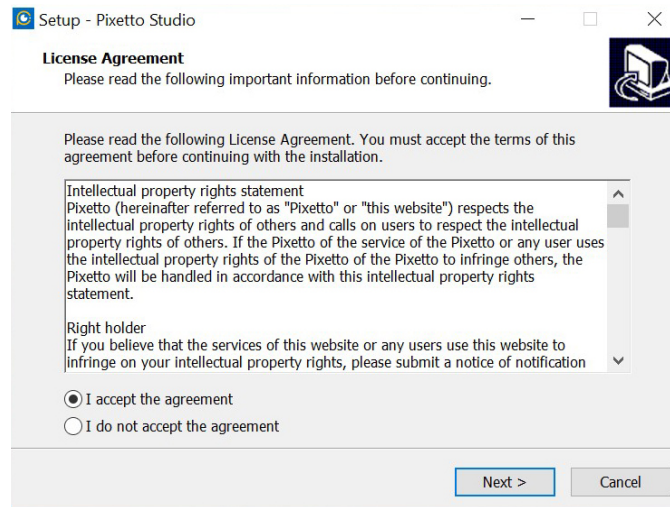 Setup - Pixetto Studio
License Agreement
Please read the following important information before continuing.
Please read the following License Agreement. You must accept the terms of this
agreement before continuing with the installation.
Intellectual property rights statement
Pixetto (hereinafter referred to as "Pixetto" or "this website") respects the
intellectual property rights of others and calls on users to respect the intellectual
property rights of others. If the Pixetto of the service of the Pixetto or any user uses
the intellectual property rights of the Pixetto of the Pixetto to infringe others, the
Pixetto will be handled in accordance with this intellectual property rights
statement.
Right holder
If you believe that the services of this website or any users use this website to
infringe on your intellectual property rights, please submit a notice of notification
I accept the agreement
I do not accept the agreement
Next >
Cancel